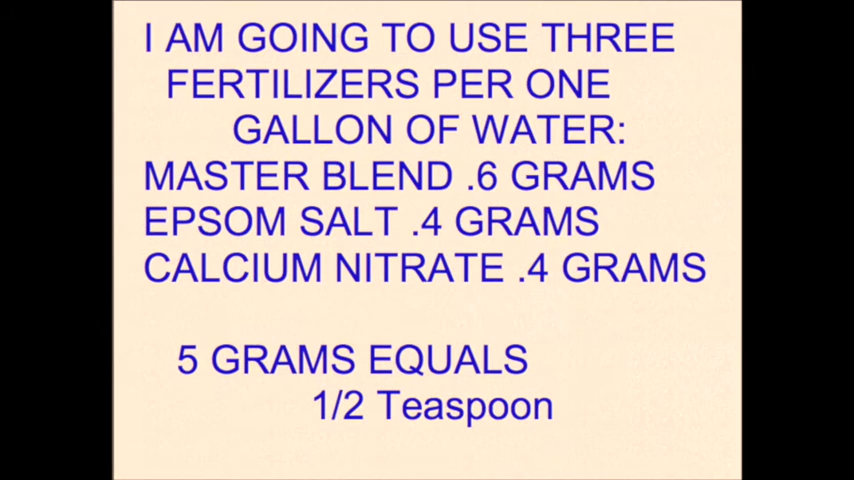 I AM GOING TO USE THREE
FERTILIZERS PER ONE
GALLON OF WATER:
MASTER BLEND .6 GRAMS
EPSOM SALT .4 GRAMS
CALCIUM NITRATE .4 GRAMS
5 GRAMS EQUALS
1/2 Teaspoon